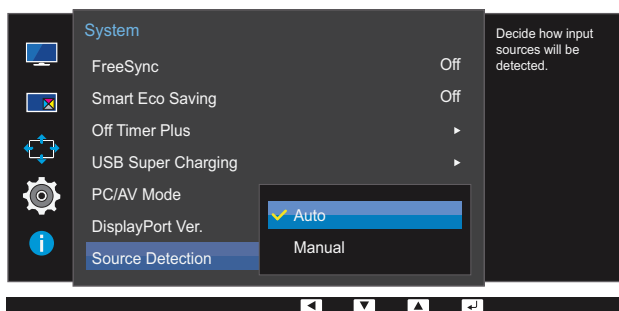 System
FreeSync Off
Smart Eco Saving Off
Off Timer Plus
USB Super Charging
PC/AV Mode
DisplayPort Ver.
Source Detection
Auto
Manual
Decide how input
sources will be
detected.